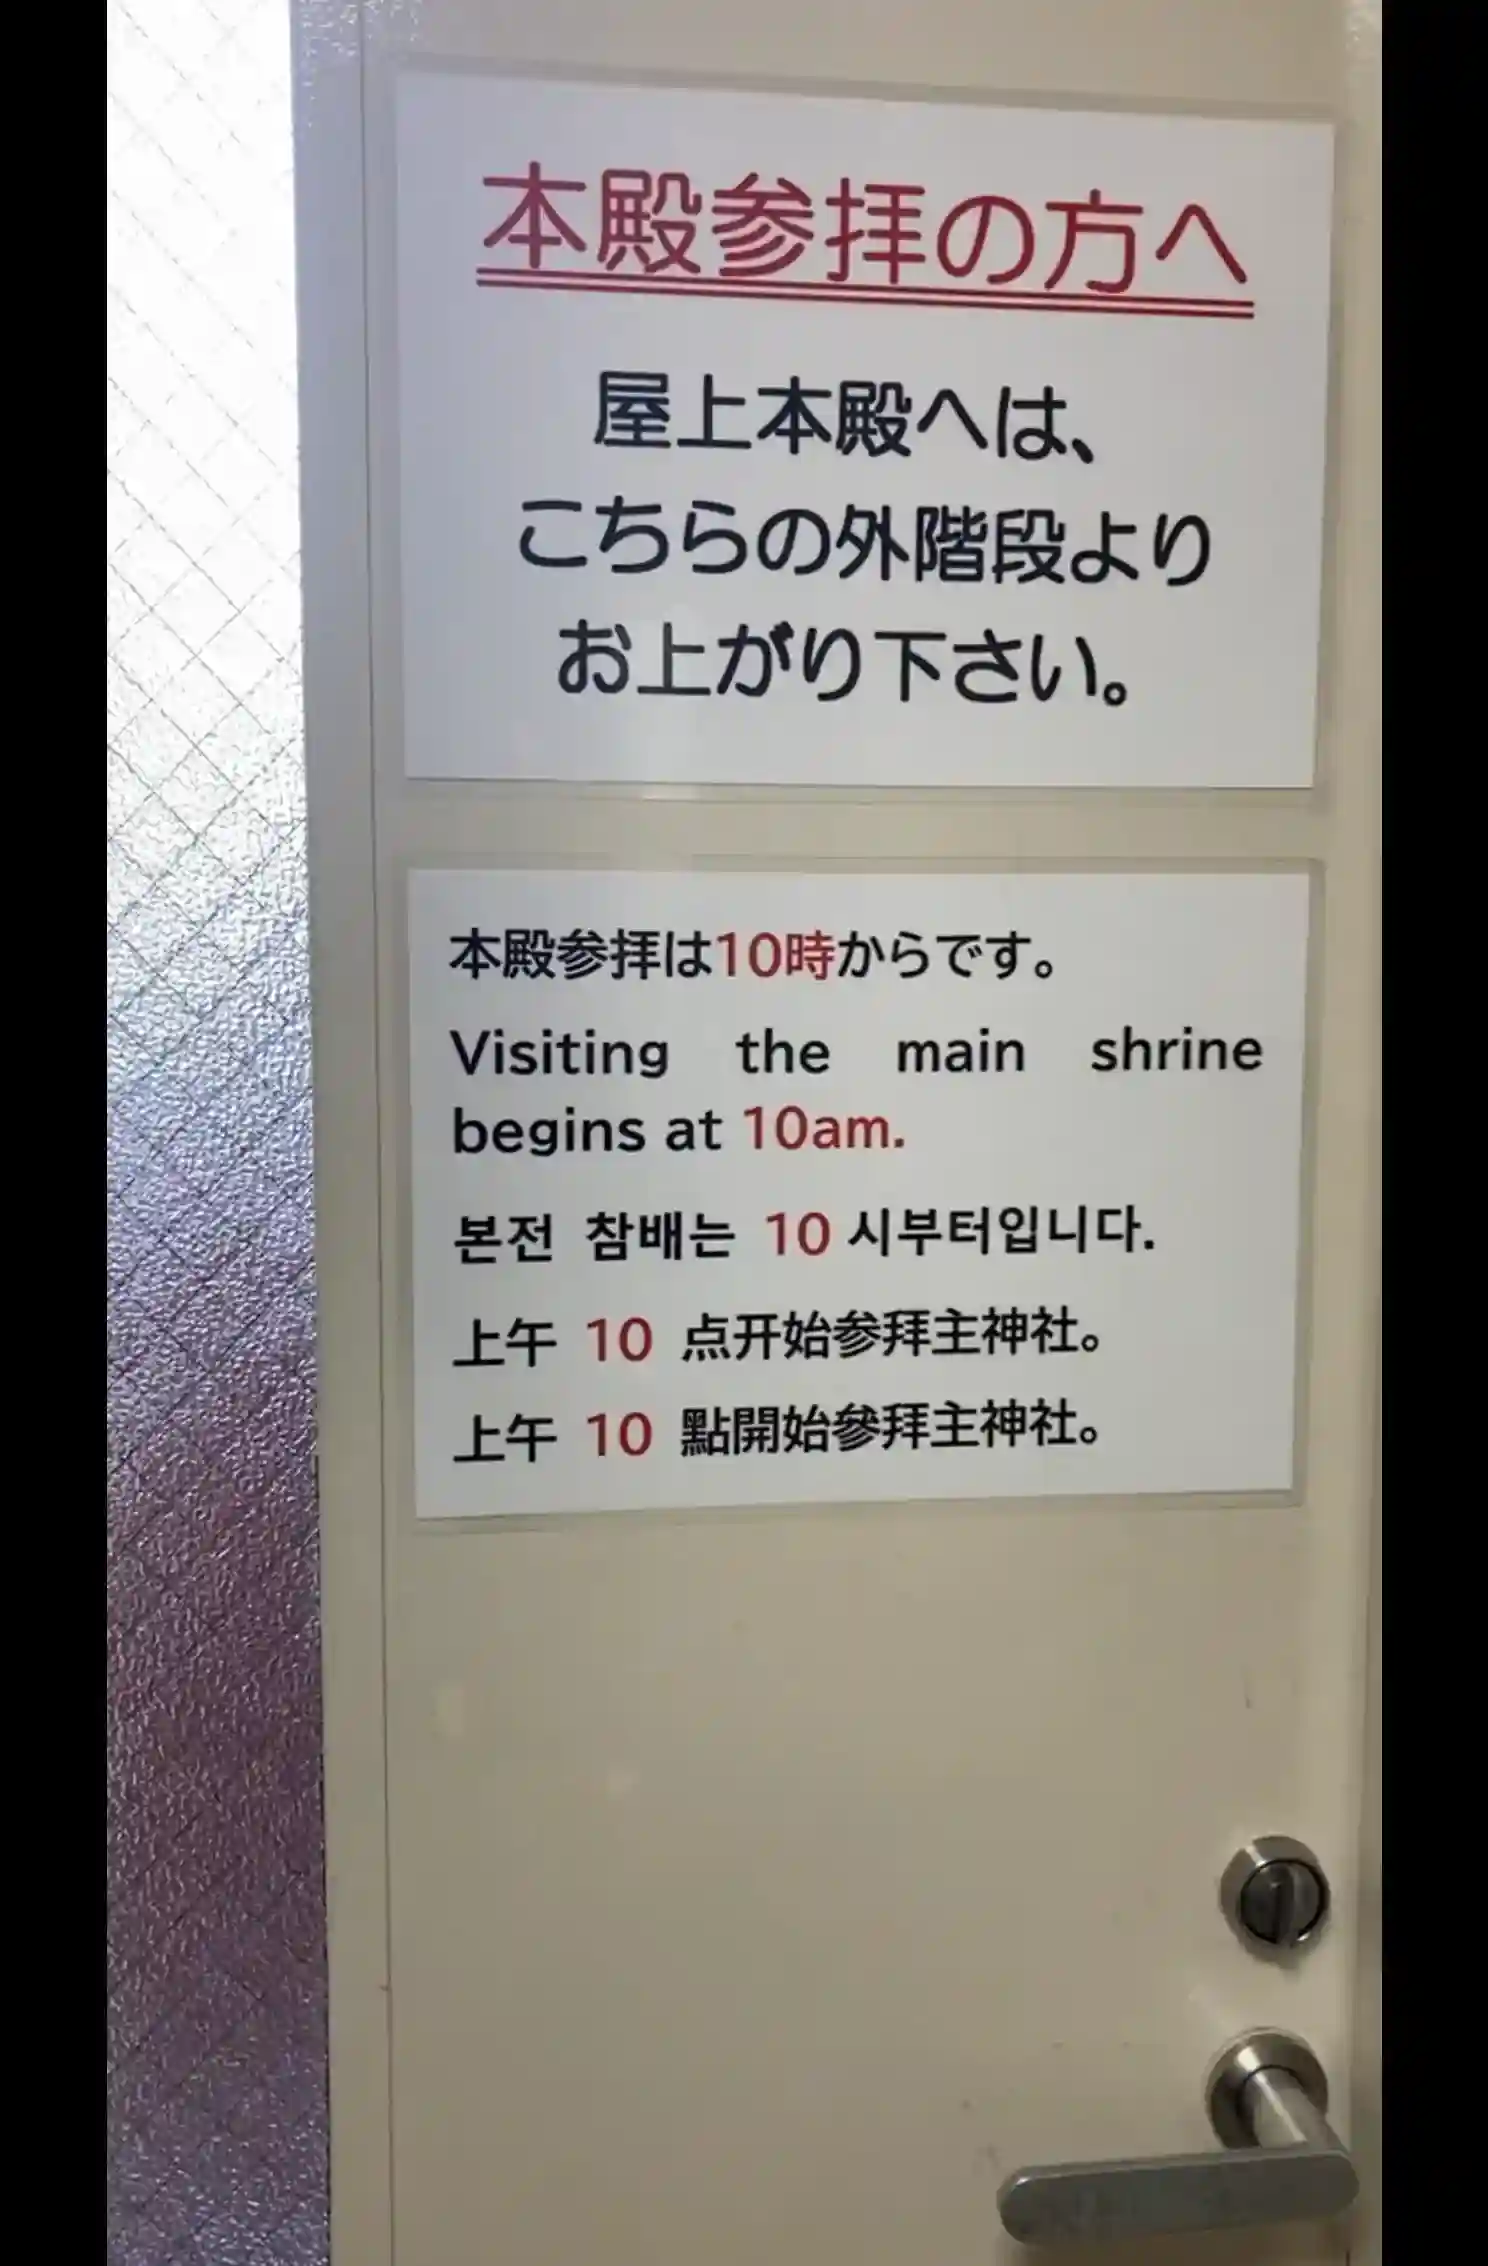 本殿参拝の方へ
屋上本殿へは、
こちらの外階段より
お上がり下さい。
本殿参拝は10時からです。
Visiting the main shrine
begins at 10am.
본전 참배는 10 시부터입니다.
上午 10 点开始参拜主神社。
上午 10 點開始參拜主神社。